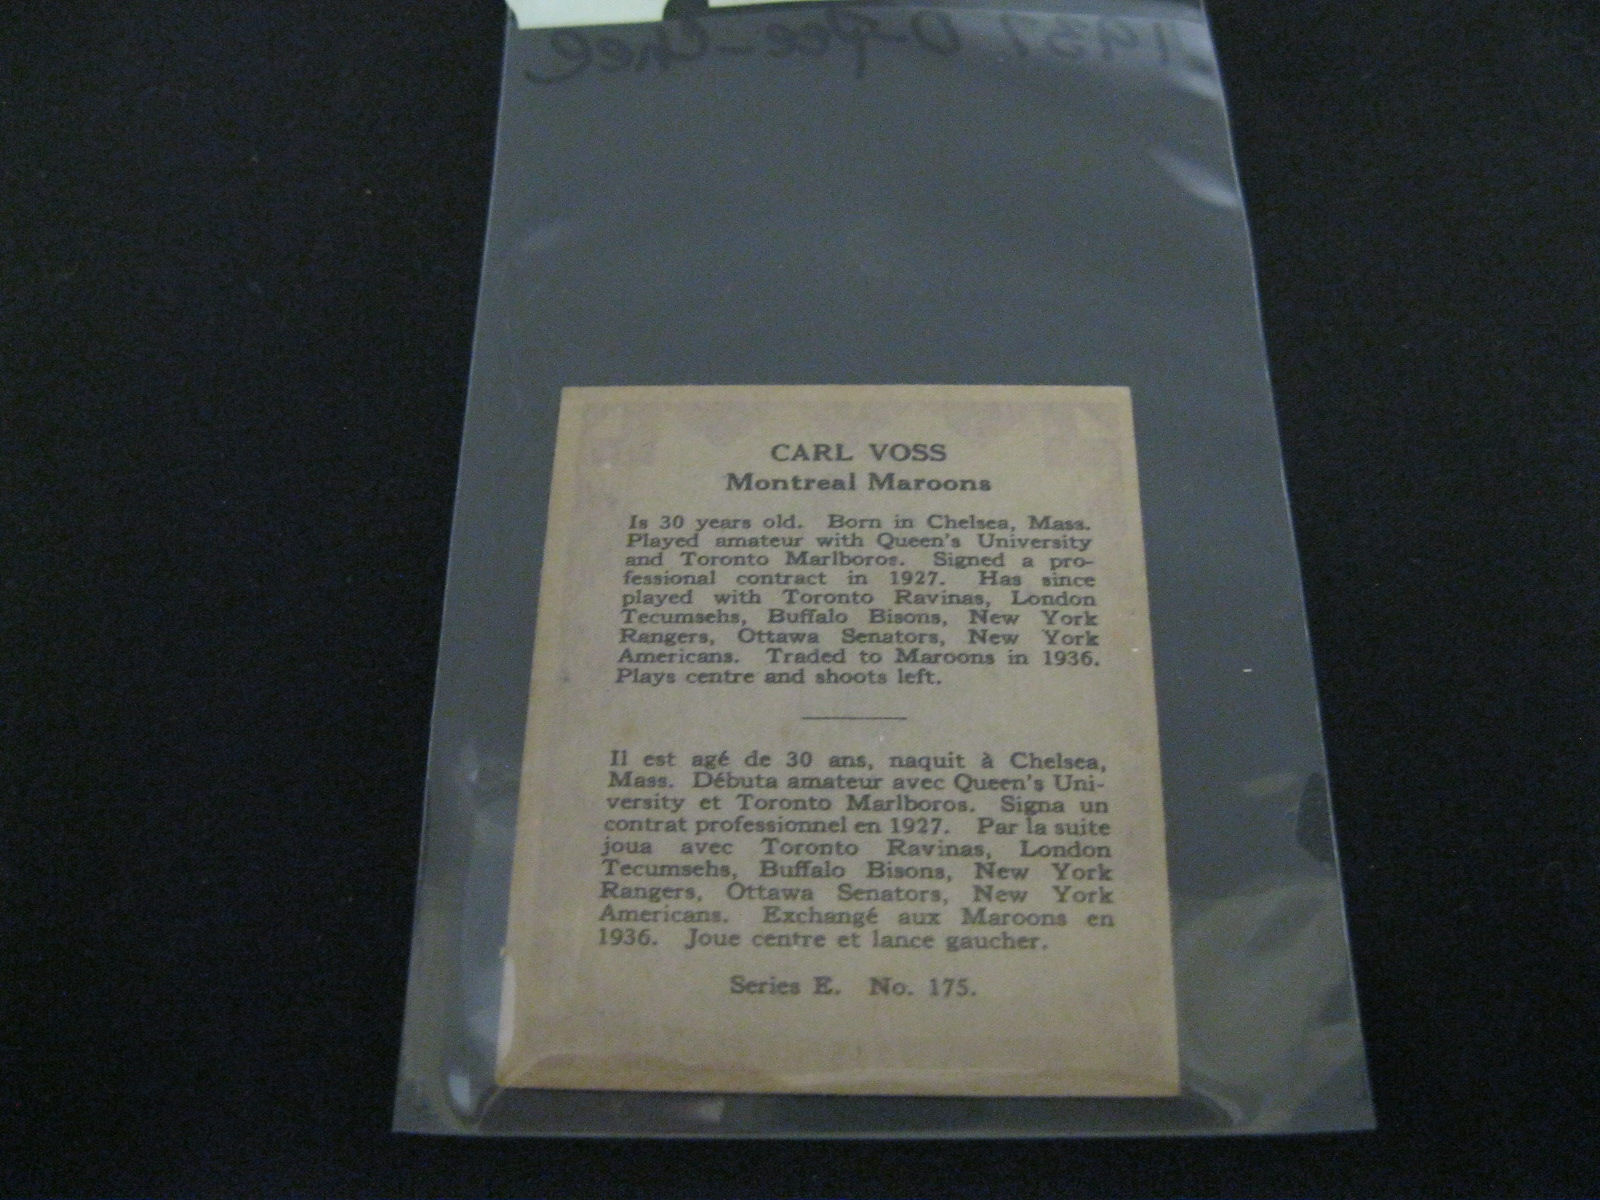 1937 O-Pee-Chee
CARL VOSS
Montreal Maroons
Is 30 years old. Born in Chelsea, Mass.
Played amateur with Queen's University
and Toronto Marlboros. Signed a pro-
fessional contract in 1927. Has since
played with Toronto Ravinas, London
Tecumsehs, Buffalo Bisons, New York
Rangers, Ottawa Senators, New York
Americans. Traded to Maroons in 1936.
Plays centre and shoots left.
Il est agé de 30 ans, naquit à Chelsea,
Mass. Débuta amateur avec Queen's Uni-
versity et Toronto Marlboros. Signa un
contrat professionnel en 1927. Par la suite
joua avec Toronto Ravinas, London
Tecumsehs, Buffalo Bisons, New York
Rangers, Ottawa Senators, New York
Americans. Exchangé aux Maroons en
1936. Joue centre et lance gaucher.
Series E. No. 175.